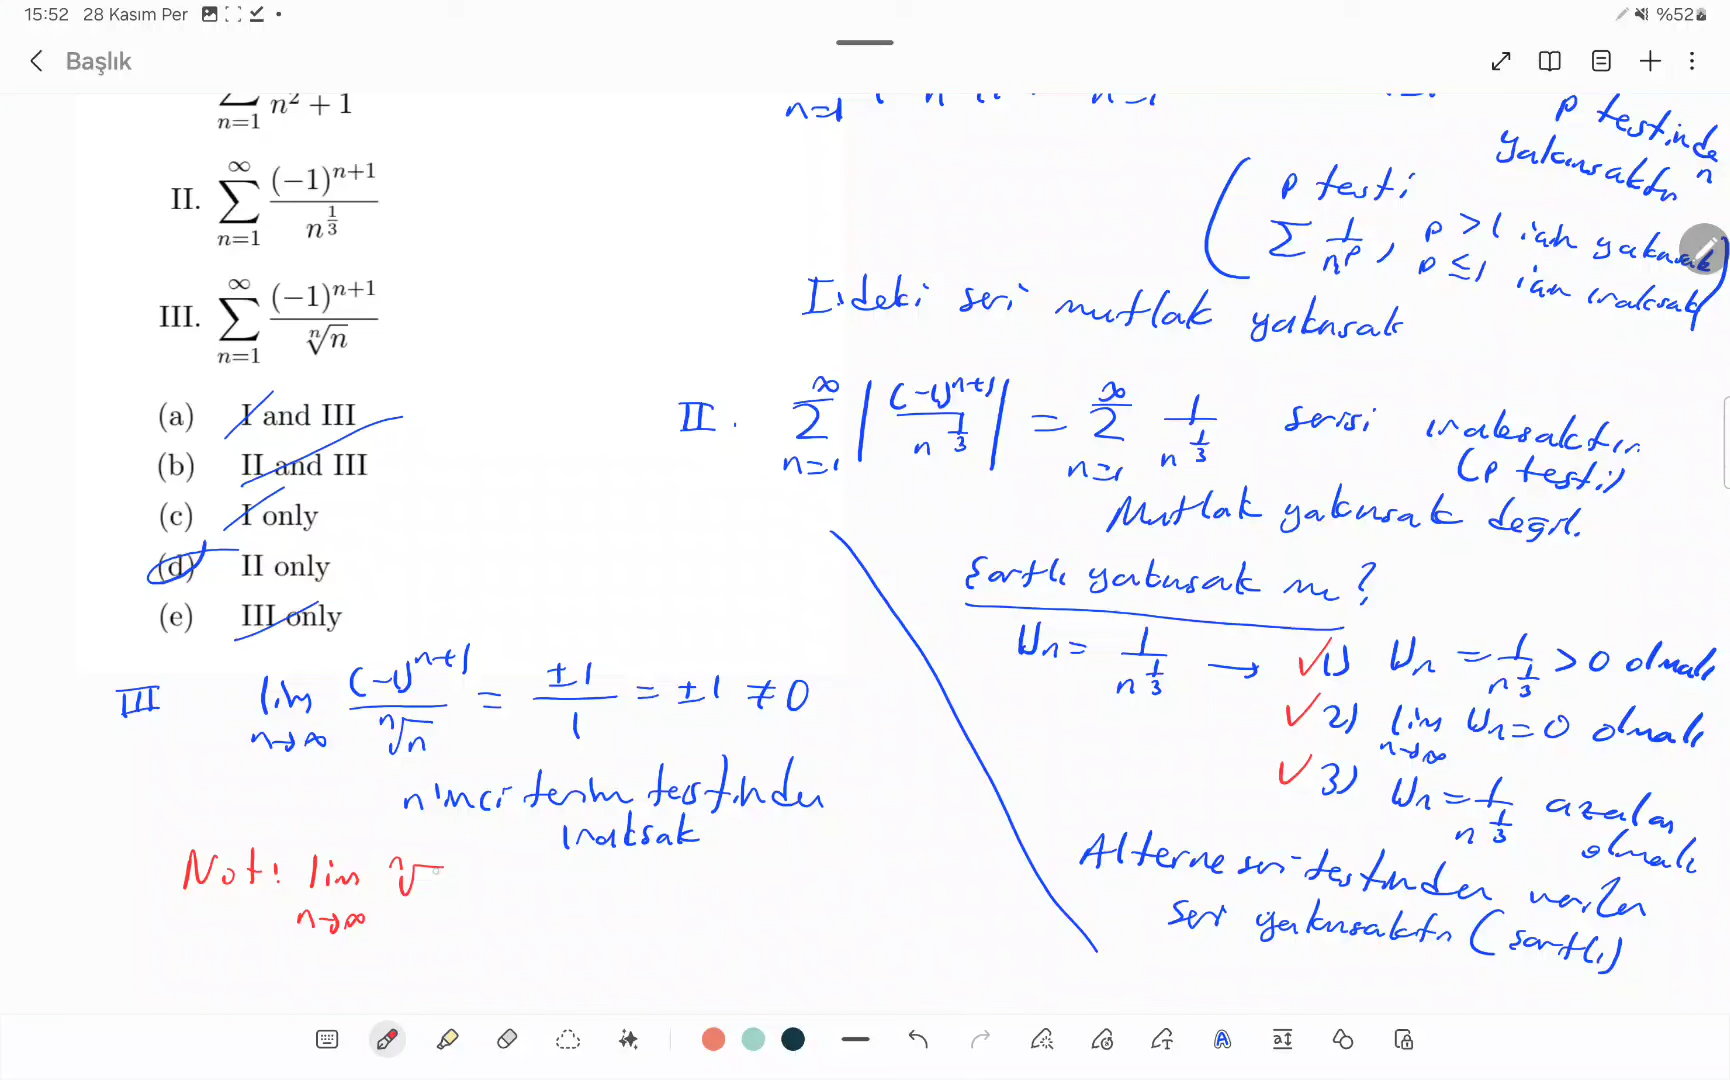 15:52 28 Kasım Per
%52
Başlık
∑ n=1 n² + 1
II. ∑ n=1 ∞ (−1)^{n+1} / n^{1/3}
III. ∑ n=1 ∞ (−1)^{n+1} / ⁿ√n
(a) I and III
(b) II and III
(c) I only
(d) II only
(e) III only
III lim n→∞ (-1)^{n+1} / ⁿ√n = ±1 / 1 = ±1 ≠ 0
n'inci terim testinden
ıraksak
Not: lim n→∞ ⁿ√
n=1
p testinde
yakınsaktır
p testi
∑ 1/n^p , p > 1 için yakınsak
p ≤ 1 için ıraksak
I.deki seri mutlak yakınsak
II. ∑ n=1 ∞ |(-1)^{n+1} / n^{1/3}| = ∑ n=1 ∞ 1 / n^{1/3} serisi ıraksaktır.
(p testi)
Mutlak yakınsak değil.
Şartlı yakınsak mı?
Un = 1 / n^{1/3} → ✓ 1) Un = 1 / n^{1/3} > 0 olmalı
✓ 2) lim n→∞ Un = 0 olmalı
✓ 3) Un = 1 / n^{1/3} azalan
olmalı
Alterne seri testinden verilen
seri yakınsaktır (şartlı)